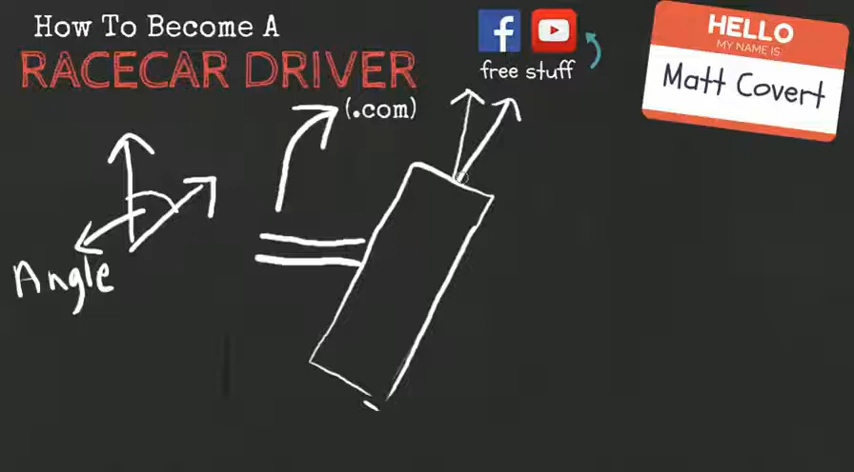 How To Become A
RACECAR DRIVER
(.com)
f
free stuff
HELLO
MY NAME IS
Matt Covert
Angle